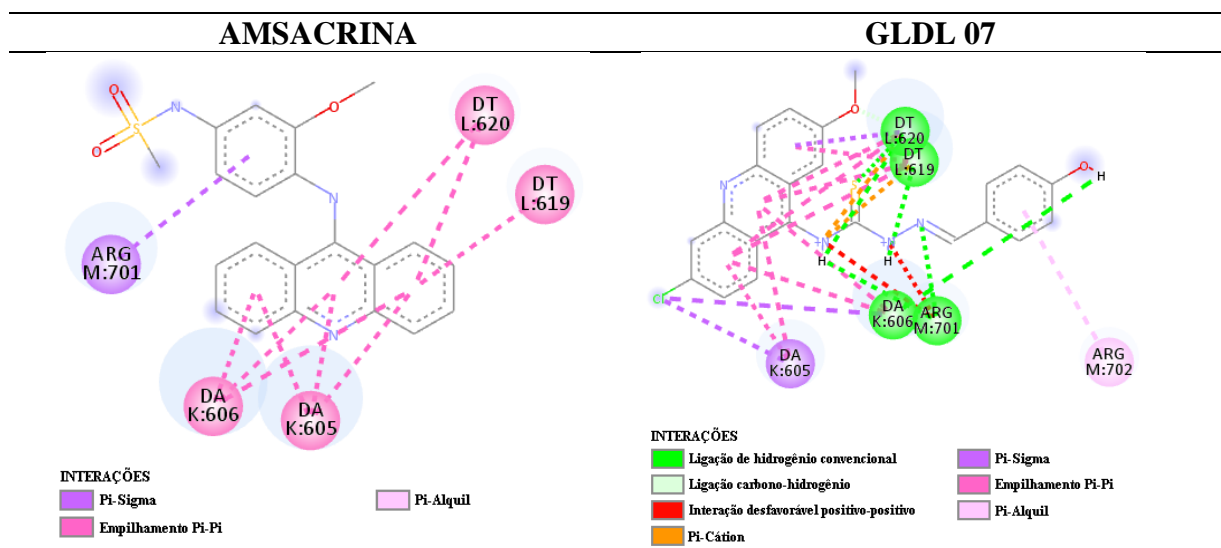 AMSACRINA
GLDL 07
O
O
S
N
O
DT
L:620
DT
L:619
ARG
M:701
N
N
DA
K:606
DA
K:605
INTERAÇÕES
Pi-Sigma
Pi-Alquil
Empilhamento Pi-Pi
O
DT
L:620
DT
L:619
N
S
O
H
N
+N
+N
H
H
Cl
DA
K:606
ARG
M:701
DA
K:605
ARG
M:702
INTERAÇÕES
Ligação de hidrogênio convencional
Pi-Sigma
Ligação carbono-hidrogênio
Empilhamento Pi-Pi
Interação desfavorável positivo-positivo
Pi-Alquil
Pi-Cátion